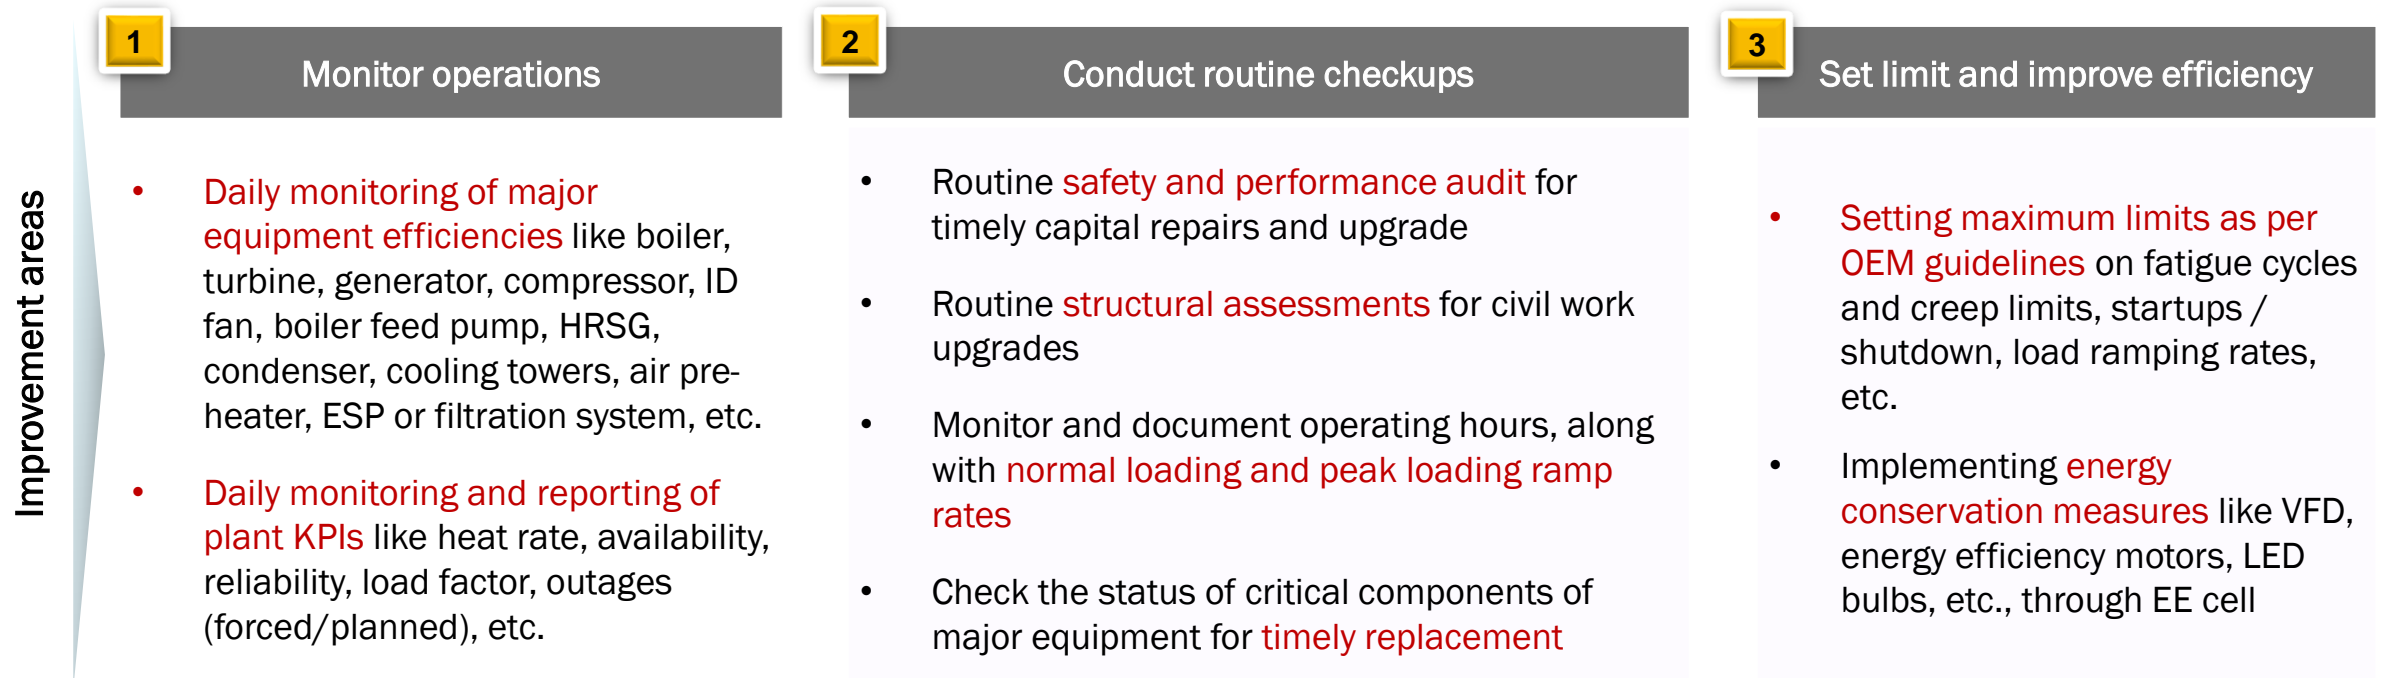 Improvement areas
1
Monitor operations
• Daily monitoring of major
equipment efficiencies like boiler,
turbine, generator, compressor, ID
fan, boiler feed pump, HRSG,
condenser, cooling towers, air pre-
heater, ESP or filtration system, etc.
• Daily monitoring and reporting of
plant KPIs like heat rate, availability,
reliability, load factor, outages
(forced/planned), etc.
2
Conduct routine checkups
• Routine safety and performance audit for
timely capital repairs and upgrade
• Routine structural assessments for civil work
upgrades
• Monitor and document operating hours, along
with normal loading and peak loading ramp
rates
• Check the status of critical components of
major equipment for timely replacement
3
Set limit and improve efficiency
• Setting maximum limits as per
OEM guidelines on fatigue cycles
and creep limits, startups /
shutdown, load ramping rates,
etc.
• Implementing energy
conservation measures like VFD,
energy efficiency motors, LED
bulbs, etc., through EE cell